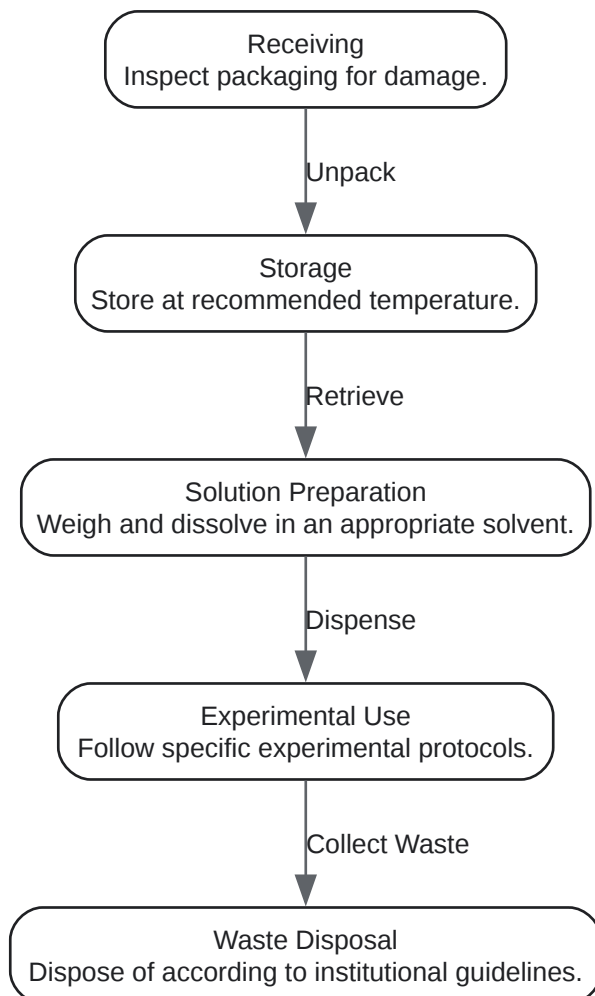 Receiving
Inspect packaging for damage.
Unpack
Storage
Store at recommended temperature.
Retrieve
Solution Preparation
Weigh and dissolve in an appropriate solvent.
Dispense
Experimental Use
Follow specific experimental protocols.
Collect Waste
Waste Disposal
Dispose of according to institutional guidelines.